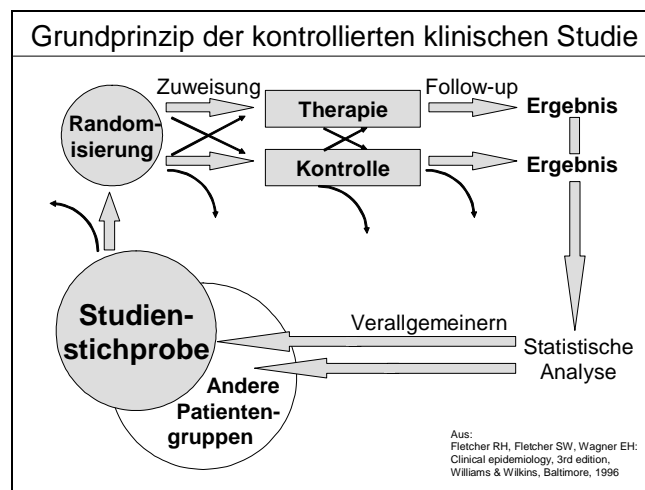 Grundprinzip der kontrollierten klinischen Studie
Zuweisung
Follow-up
Random-
isierung
Therapie
Ergebnis
Kontrolle
Ergebnis
Studien-
stichprobe
Verallgemeinern
Statistische
Analyse
Andere
Patienten-
gruppen
Aus:
Fletcher RH, Fletcher SW, Wagner EH:
Clinical epidemiology, 3rd edition,
Williams & Wilkins, Baltimore, 1996